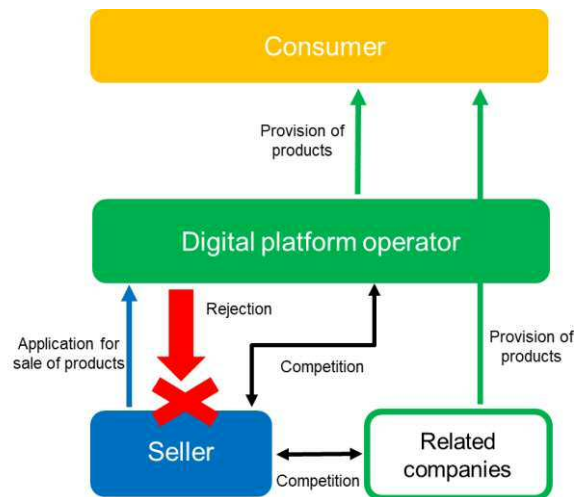 Consumer
Provision of
products
Digital platform operator
Rejection
Application for
sale of products
Competition
Provision of
products
Seller
Competition
Related
companies